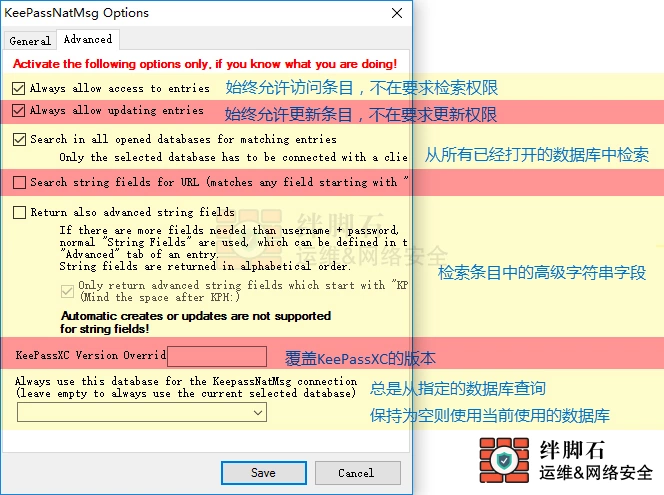 KeePassNatMsg Options
General
Advanced
Activate the following options only, if you know what you are doing!
Always allow access to entries
始终允许访问条目，不在要求检索权限
Always allow updating entries
始终允许更新条目，不在要求更新权限
Search in all opened databases for matching entries
Only the selected database has to be connected with a clie
从所有已经打开的数据库中检索
Search string fields for URL (matches any field starting with "
Return also advanced string fields
If there are more fields needed than username + password,
normal "String Fields" are used, which can be defined in t
"Advanced" tab of an entry.
String fields are returned in alphabetical order.
检索条目中的高级字符串字段
Only return advanced string fields which start with "KP
(Mind the space after KPH:)
Automatic creates or updates are not supported
for string fields!
绊脚石
运维&网络安全
KeePassXC Version Overrid
覆盖KeePassXC的版本
Always use this database for the KeepassNatMsg connection
(leave empty to always use the current selected database)
总是从指定的数据库查询
保持为空则使用当前使用的数据库
Save
Cancel
绊脚石
运维&网络安全